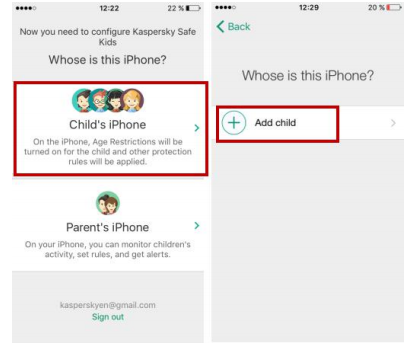 12:22
22 %
Now you need to configure Kaspersky Safe
Kids
Whose is this iPhone?
Child's iPhone
On the iPhone, Age Restrictions will be
turned on for the child and other protection
rules will be applied.
Parent's iPhone
On your iPhone, you can monitor children's
activity, set rules, and get alerts.
kasperskyen@gmail.com
Sign out
12:29
20 %
Back
Whose is this iPhone?
Add child